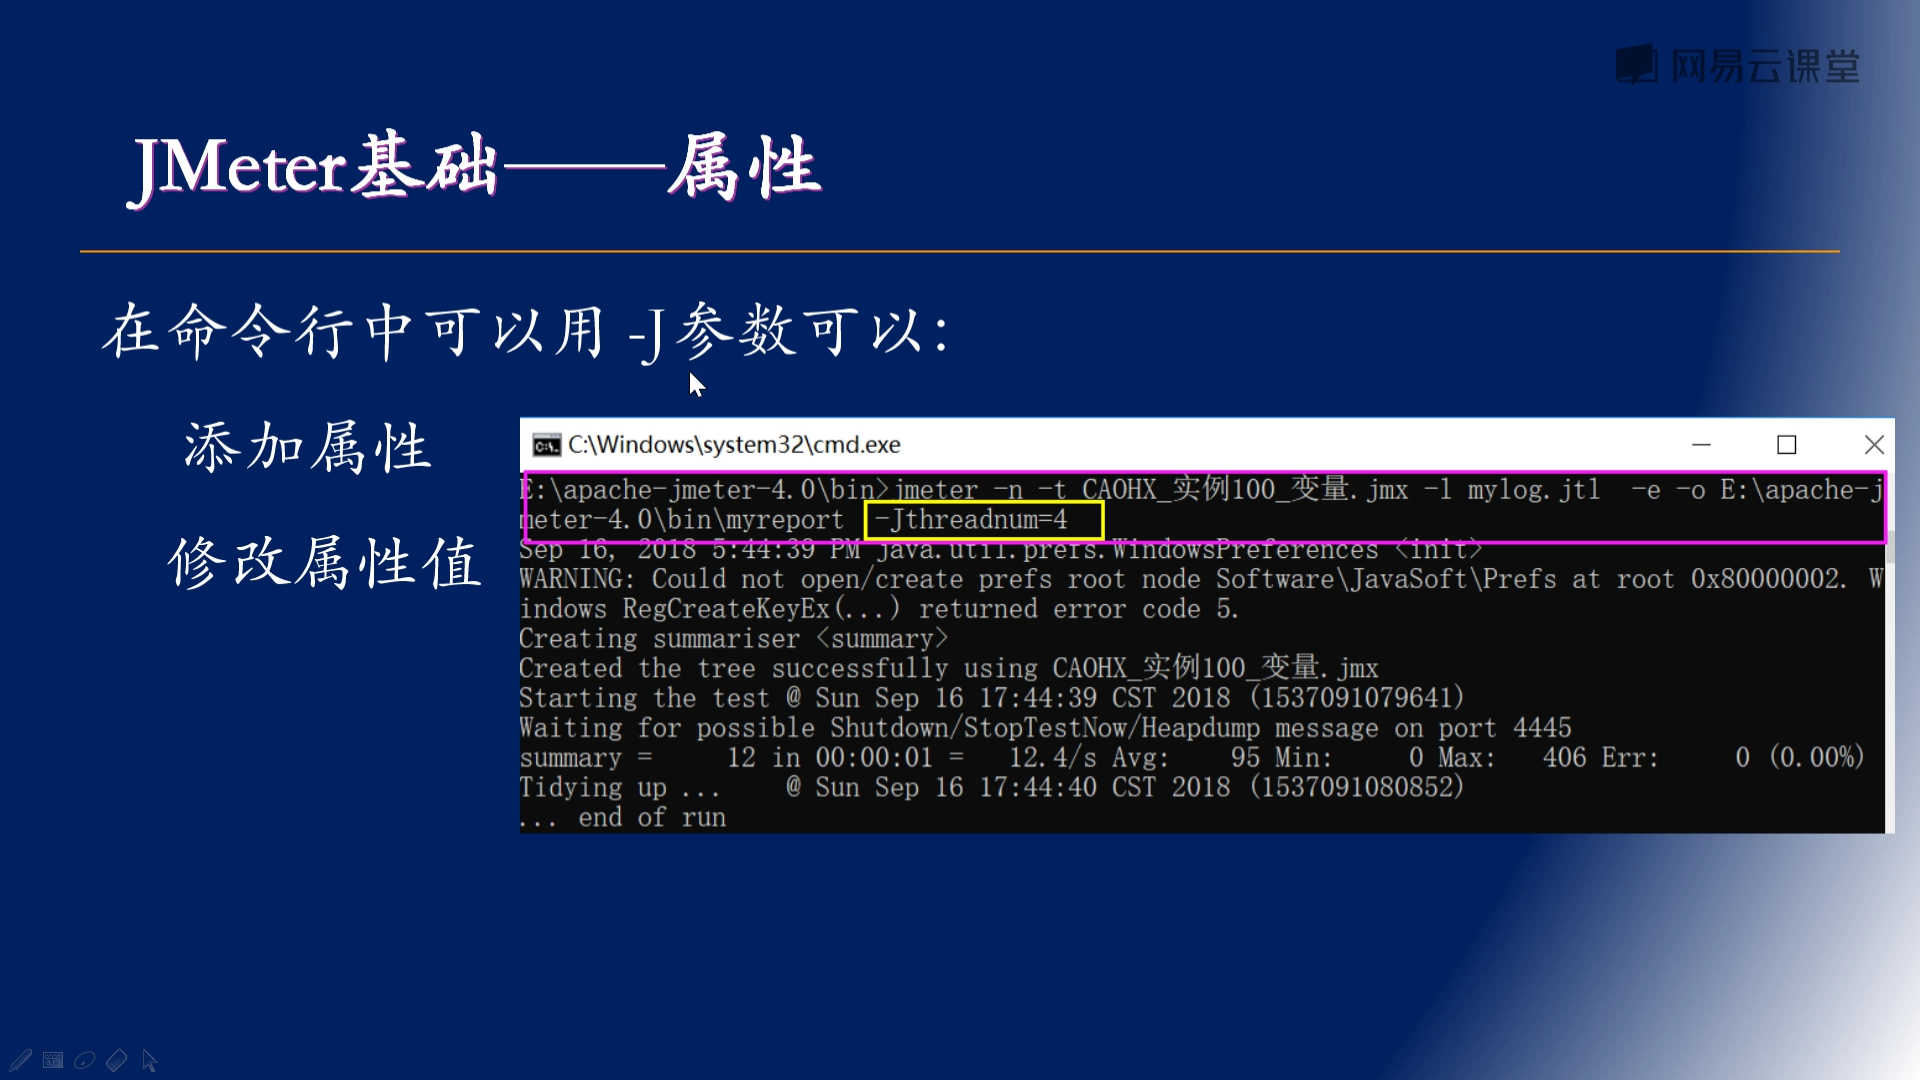 网易云课堂
JMeter基础——属性
在命令行中可以用 -J参数可以：
添加属性
修改属性值
C:\Windows\system32\cmd.exe
E:\apache-jmeter-4.0\bin>jmeter -n -t CAOHX_实例100_变量.jmx -l mylog.jtl  -e -o E:\apache-j
meter-4.0\bin\myreport  -Jthreadnum=4
Sep 16, 2018 5:44:39 PM java.util.prefs.WindowsPreferences <init>
WARNING: Could not open/create prefs root node Software\JavaSoft\Prefs at root 0x80000002. W
indows RegCreateKeyEx(...) returned error code 5.
Creating summariser <summary>
Created the tree successfully using CAOHX_实例100_变量.jmx
Starting the test @ Sun Sep 16 17:44:39 CST 2018 (1537091079641)
Waiting for possible Shutdown/StopTestNow/Heapdump message on port 4445
summary =     12 in 00:00:01 =   12.4/s Avg:    95 Min:     0 Max:   406 Err:     0 (0.00%)
Tidying up ...    @ Sun Sep 16 17:44:40 CST 2018 (1537091080852)
... end of run